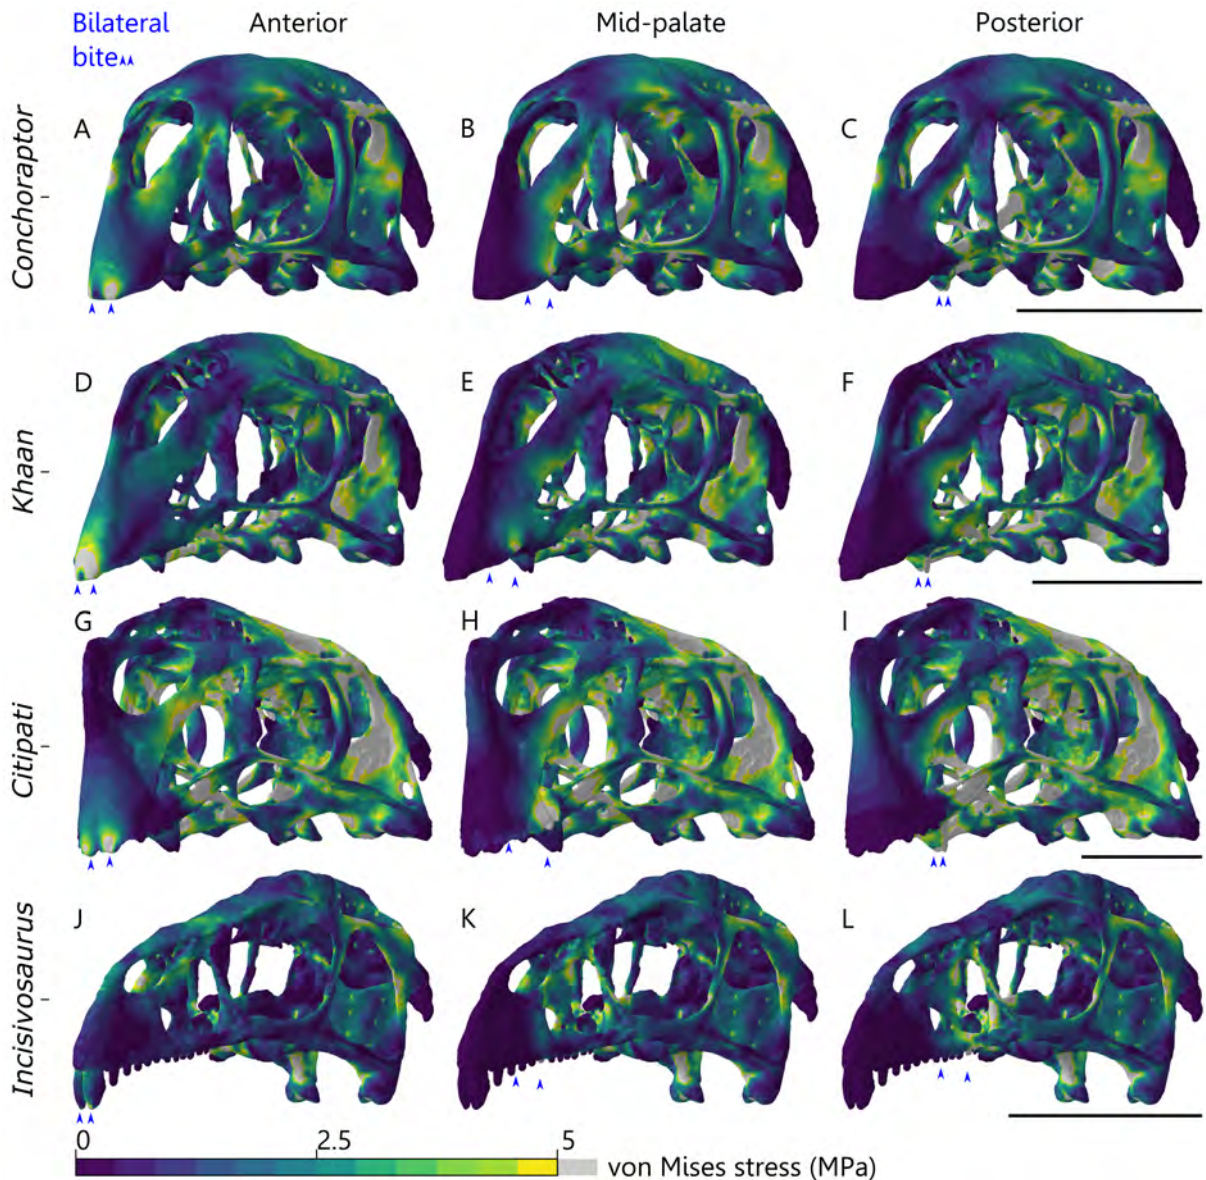 Bilateral bite
Anterior
Mid-palate
Posterior
Conchoraptor
A
B
C
Khaan
D
E
F
Citipati
G
H
I
Incisivosaurus
J
K
L
0
2.5
5
von Mises stress (MPa)